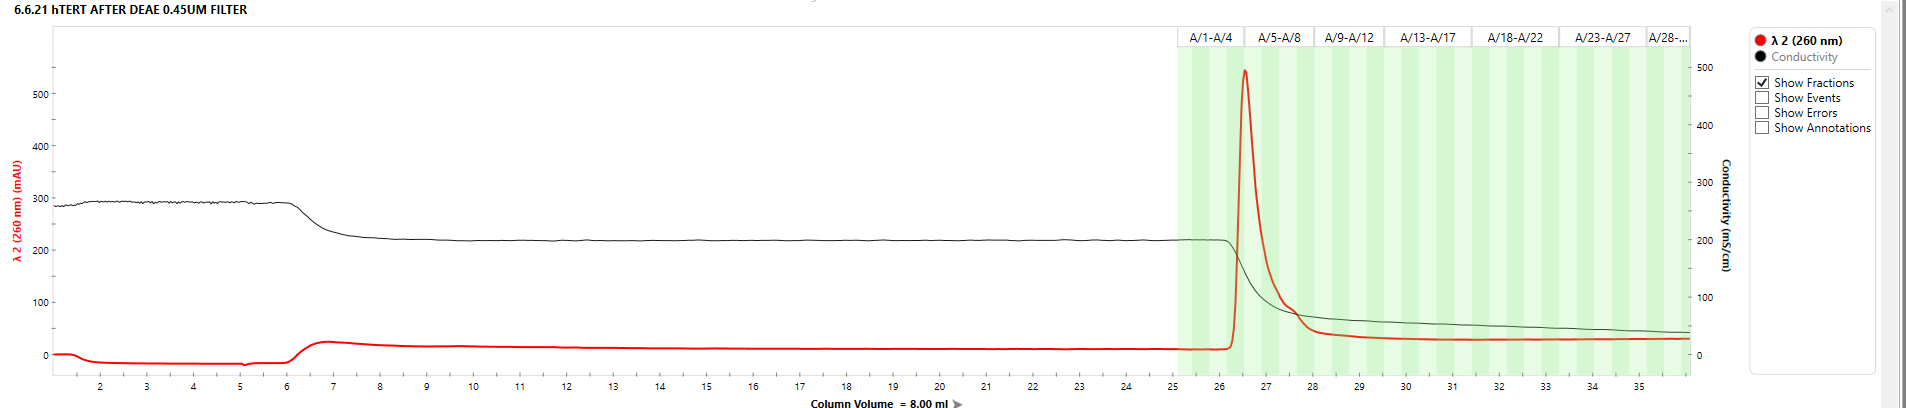 6.6.21 hTERT AFTER DEAE 0.45UM FILTER
A/1-A/4 A/5-A/8 A/9-A/12 A/13-A/17 A/18-A/22 A/23-A/27 A/28-...
λ 2 (260 nm)
Conductivity
Show Fractions
Show Events
Show Errors
Show Annotations
λ 2 (260 nm) (mAU)
500
400
300
200
100
0
500
400
300
200
100
0
Conductivity (mS/cm)
2 3 4 5 6 7 8 9 10 11 12 13 14 15 16 17 18 19 20 21 22 23 24 25 26 27 28 29 30 31 32 33 34 35
Column Volume = 8.00 ml